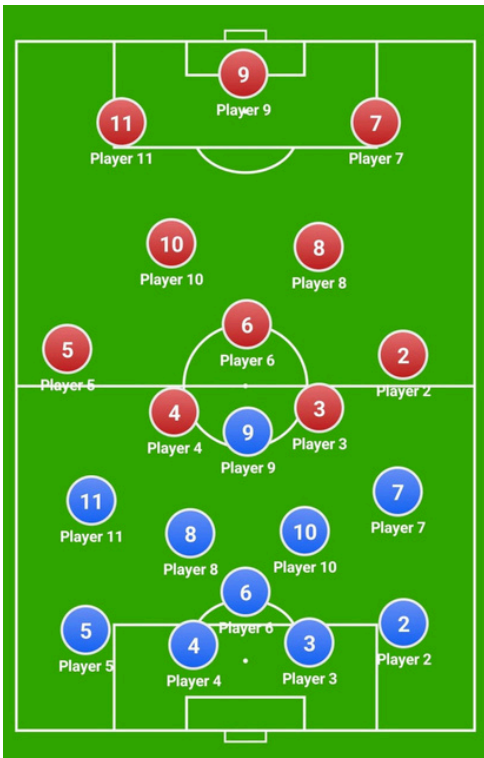 9
Player 9
11
7
Player 11
Player 7
10
8
Player 10
Player 8
6
Player 6
5
2
Player 5
Player 2
4
3
Player 4
Player 3
9
Player 9
11
7
Player 11
Player 7
8
10
Player 8
Player 10
6
Player 6
5
2
Player 5
Player 2
4
3
Player 4
Player 3